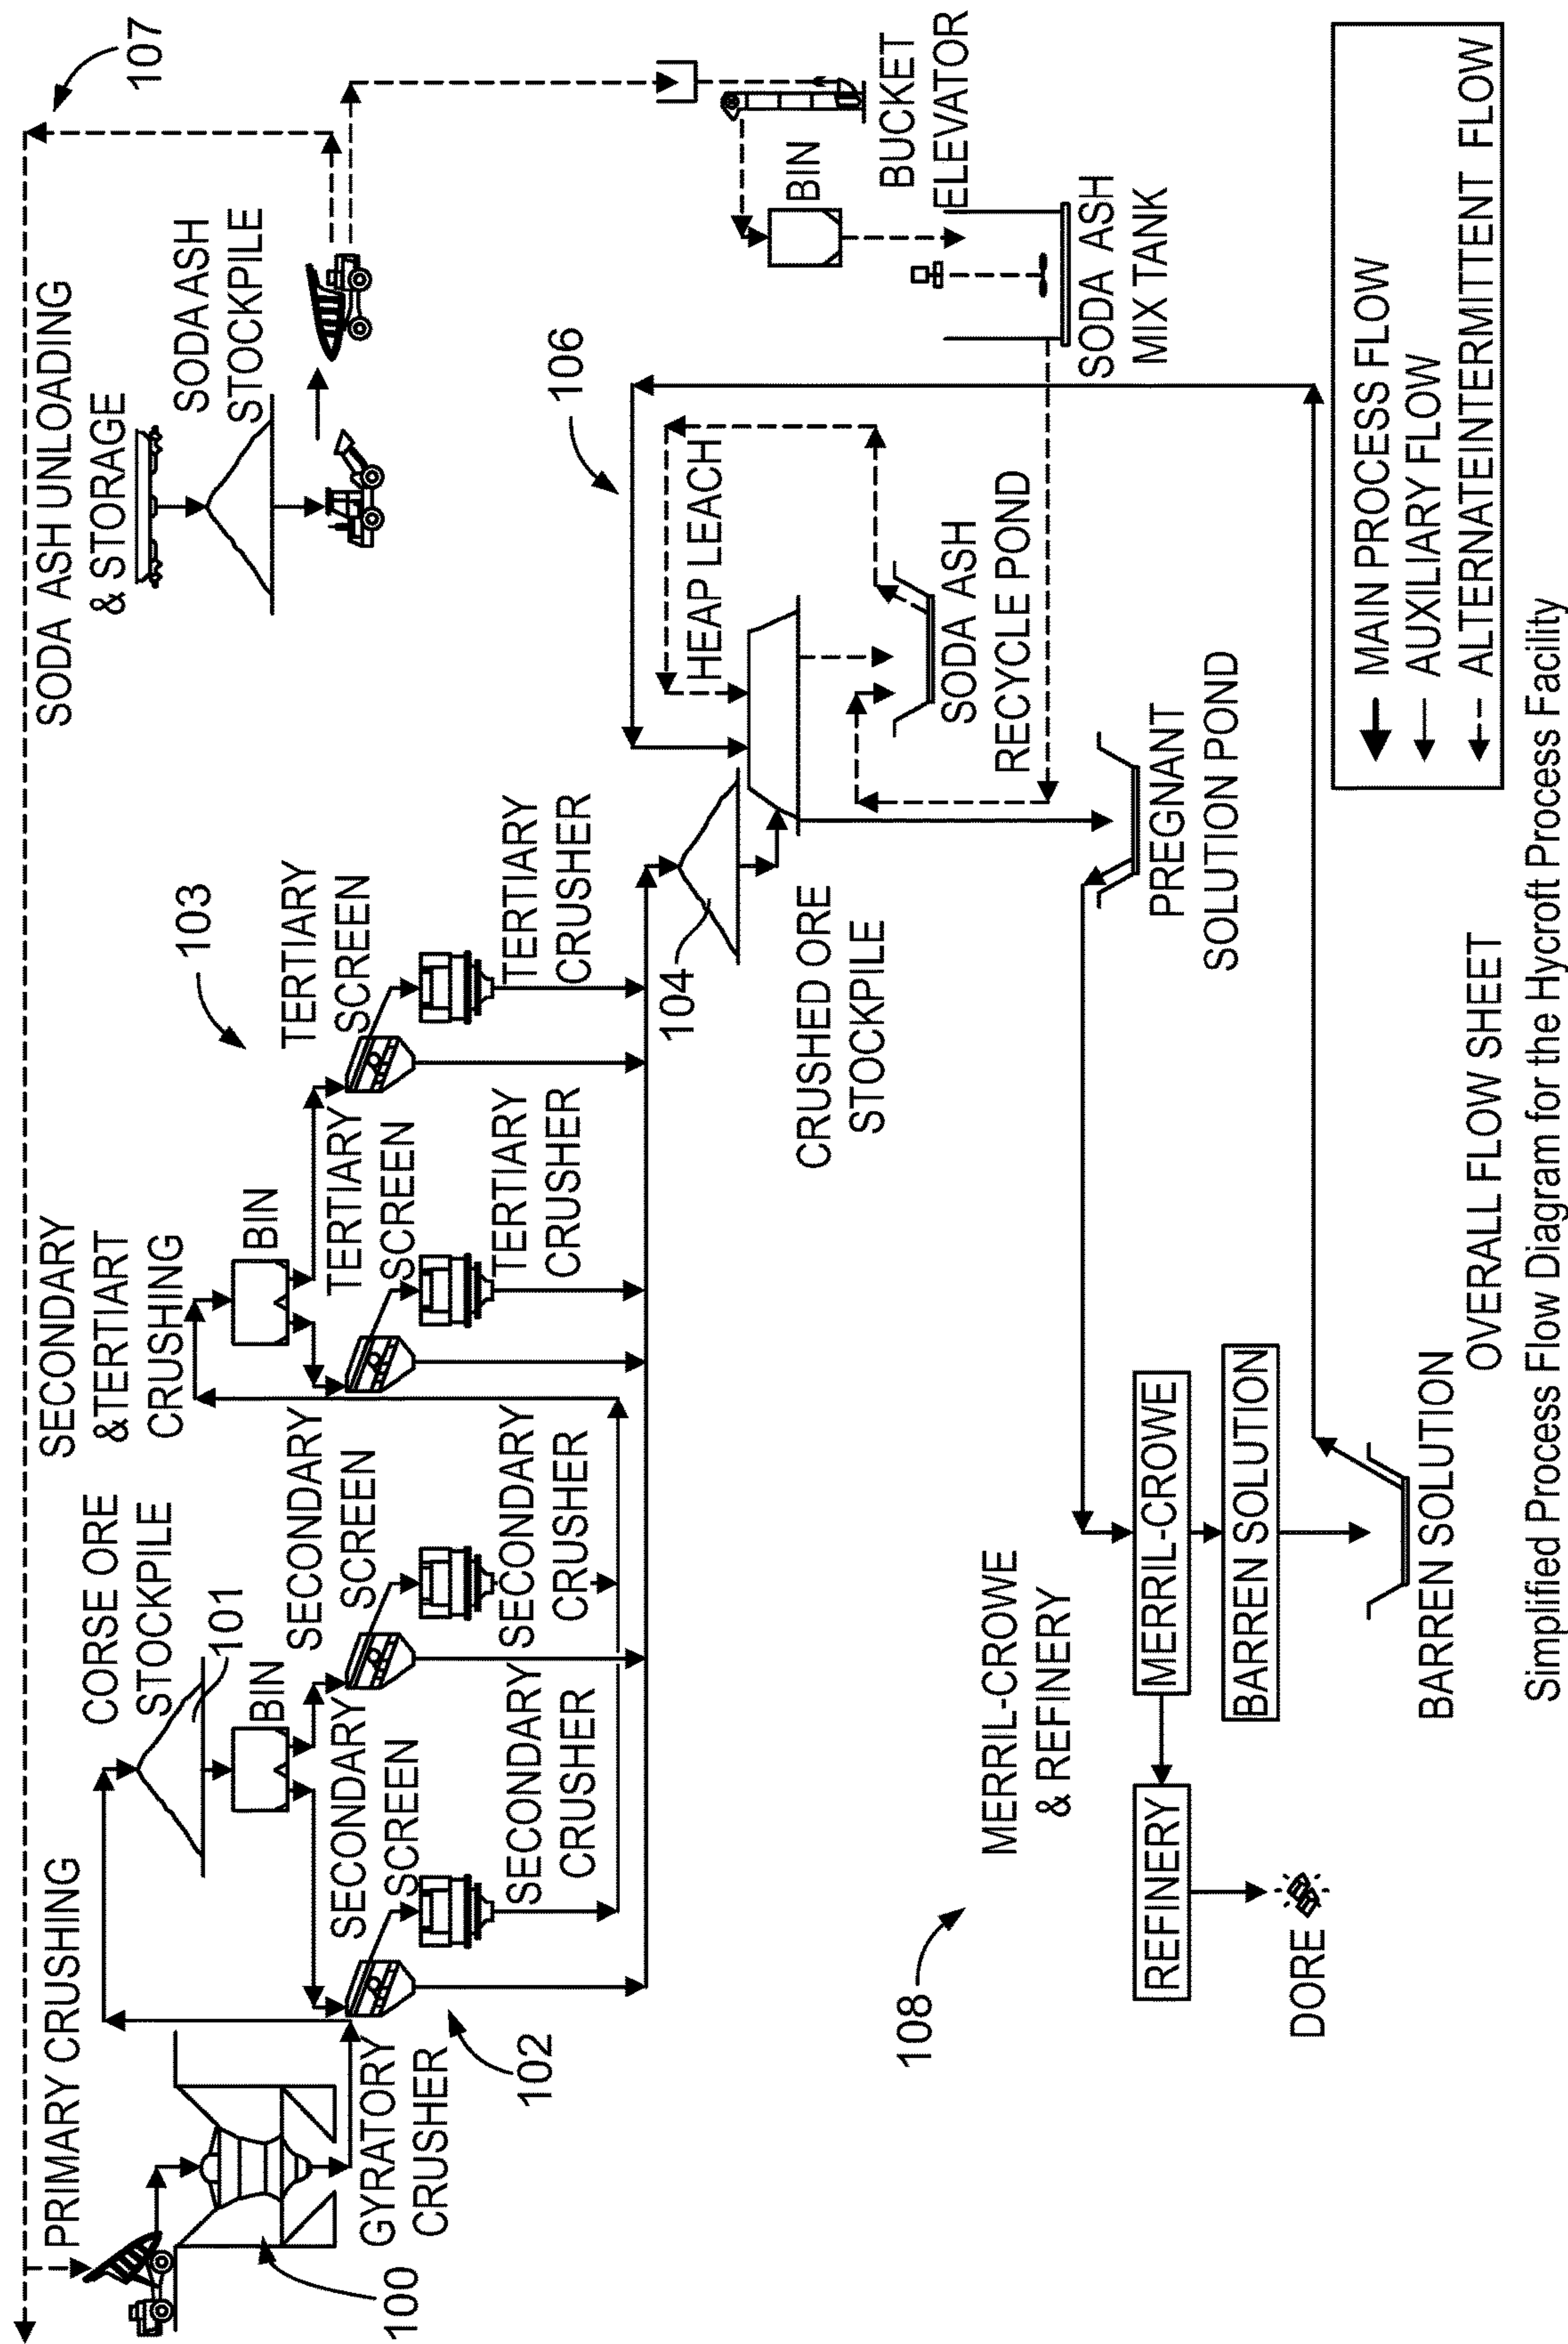 PRIMARY CRUSHING
100
GYRATORY
CRUSHER
CORSE ORE
STOCKPILE
101
BIN
SECONDARY
SCREEN
SECONDARY
CRUSHER
102
SECONDARY
SCREEN
SECONDARY
CRUSHER
SECONDARY
&TERTIART
CRUSHING
BIN
TERTIARY
SCREEN
TERTIARY
CRUSHER
103
TERTIARY
SCREEN
TERTIARY
CRUSHER
SODA ASH UNLOADING
& STORAGE
SODA ASH
STOCKPILE
107
104
CRUSHED ORE
STOCKPILE
106
HEAP LEACH
SODA ASH
RECYCLE POND
BIN
BUCKET
ELEVATOR
SODA ASH
MIX TANK
PREGNANT
SOLUTION POND
108
MERRIL-CROWE
& REFINERY
REFINERY
MERRIL-CROWE
BARREN SOLUTION
DORE
BARREN SOLUTION
MAIN PROCESS FLOW
AUXILIARY FLOW
ALTERNATEINTERMITTENT FLOW
OVERALL FLOW SHEET
Simplified Process Flow Diagram for the Hycroft Process Facility